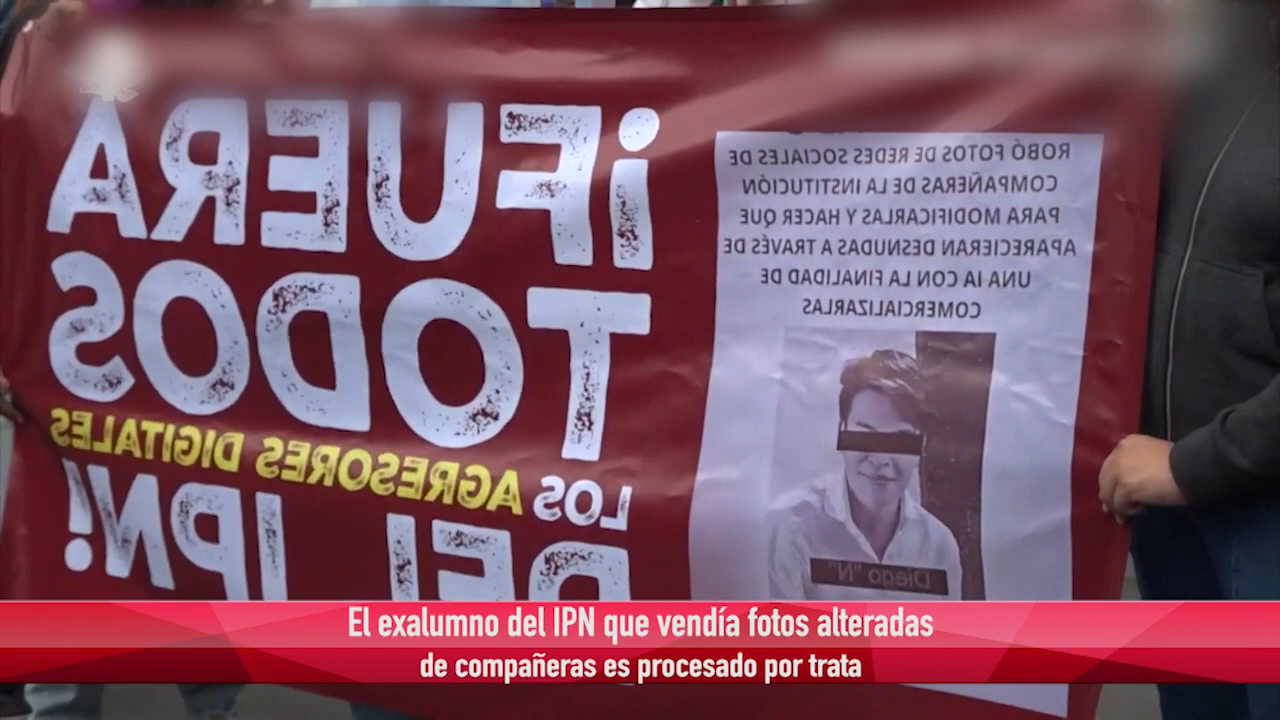 ¡FUERA
TODOS
LOS AGRESORES DIGITALES
DEL IPN!
ROBÓ FOTOS DE REDES SOCIALES DE
COMPAÑERAS DE LA INSTITUCIÓN
PARA MODIFICARLAS Y HACER QUE
APARECIERAN DESNUDAS A TRAVÉS DE
UNA IA CON LA FINALIDAD DE
COMERCIALIZARLAS
Diego "N"
El exalumno del IPN que vendía fotos alteradas
de compañeras es procesado por trata